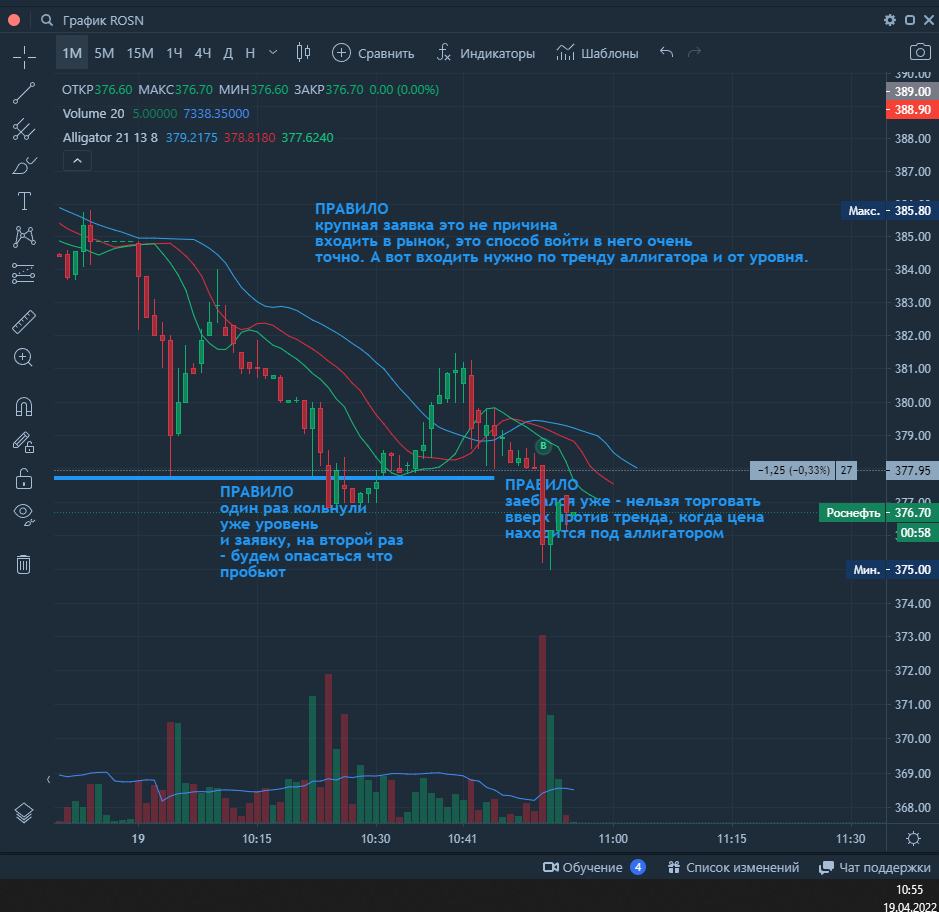 График ROSN
1М 5М 15М 1Ч 4Ч Д Н Сравнить Индикаторы Шаблоны
ОТКР376.60 МАКС376.70 МИН376.60 ЗАКР376.70 0.00 (0.00%)
Volume 20 5.00000 7338.35000
Alligator 21 13 8 379.2175 378.8180 377.6240
390.00
389.00
388.90
388.00
387.00
Макс. 385.80
385.00
384.00
383.00
382.00
381.00
380.00
379.00
−1,25 (−0,33%) 27 377.95
377.00
Роснефть 376.70
00:58
Мин. 375.00
374.00
373.00
372.00
371.00
370.00
369.00
368.00
ПРАВИЛО
крупная заявка это не причина
входить в рынок, это способ войти в него очень
точно. А вот входить нужно по тренду аллигатора и от уровня.
B
ПРАВИЛО
один раз кольнули
уже уровень
и заявку, на второй раз
- будем опасаться что
пробьют
ПРАВИЛО
заебался уже - нельзя торговать
вверх против тренда, когда цена
находится под аллигатором
19 10:15 10:30 10:41 11:00 11:15 11:30
Обучение 4 Список изменений Чат поддержки
10:55
19.04.2022